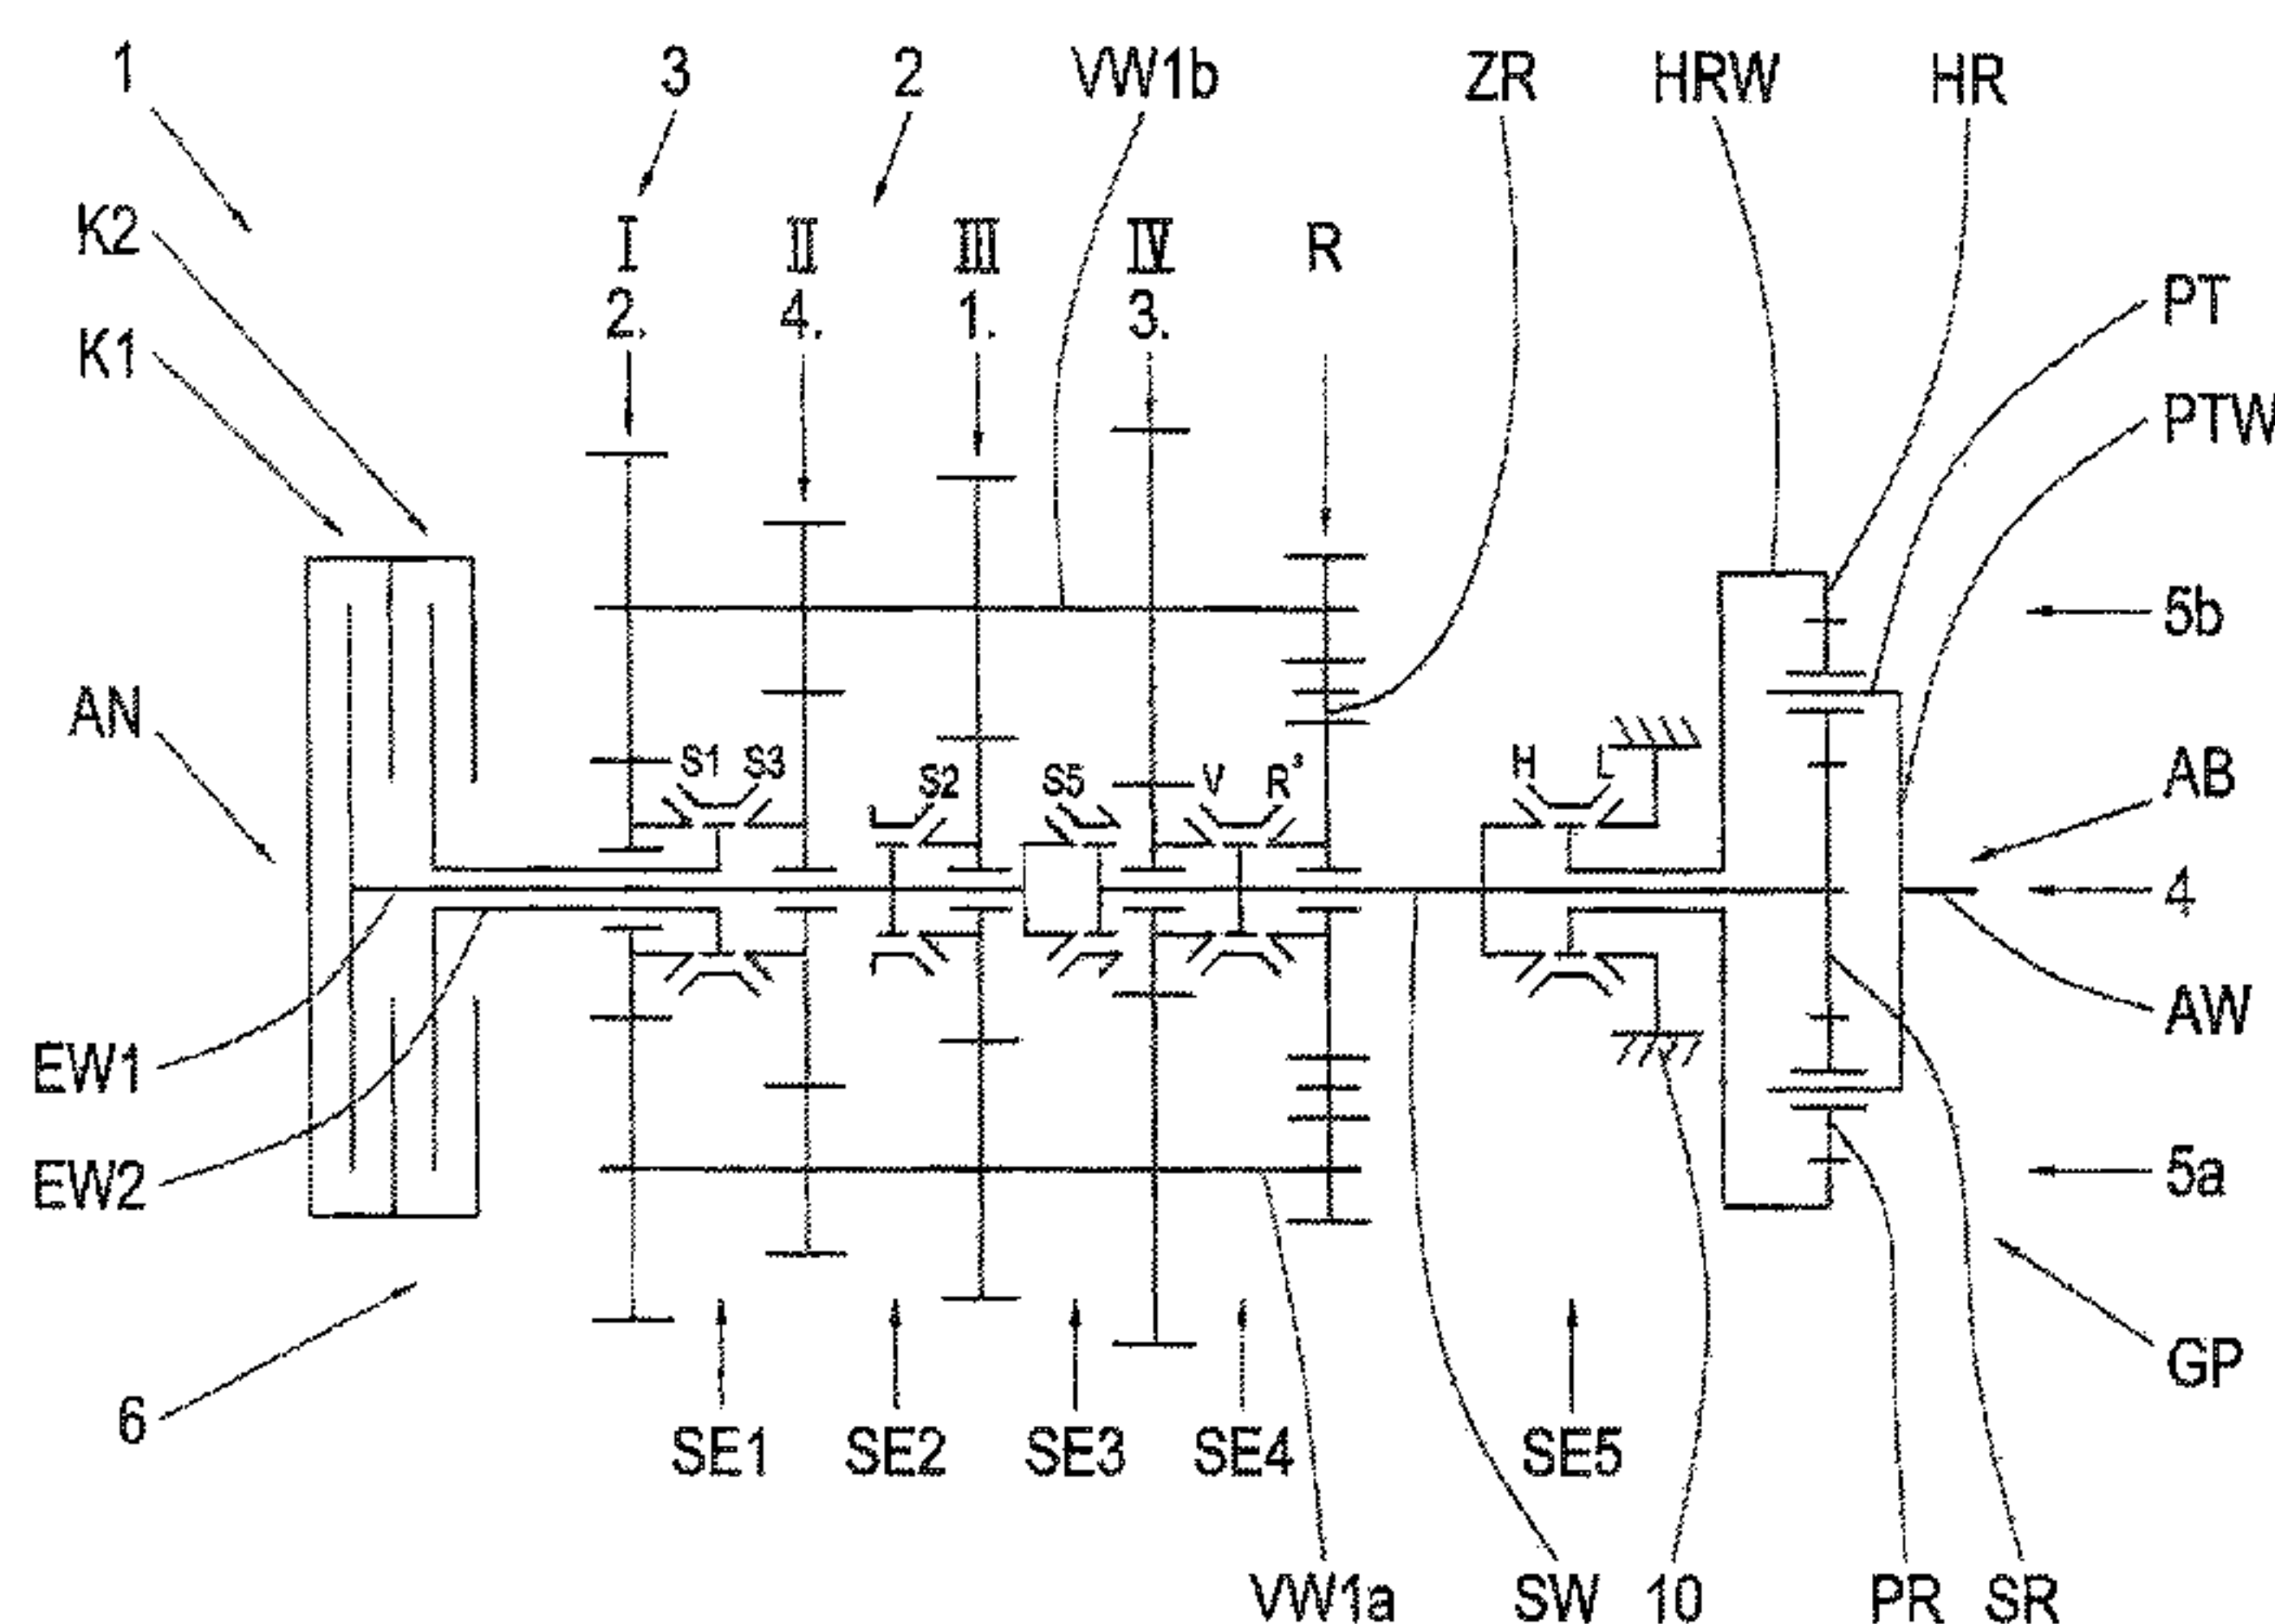 1 3 2 VW1b ZR HRW HR
K2 I II III IV R
2. 4. 1. 3. PT
K1
PTW
5b
AN S1 S3 S2 S5 V R³ H L AB
4
AW
EW1
EW2 5a
GP
6 SE1 SE2 SE3 SE4 SE5
VW1a SW 10 PR SR